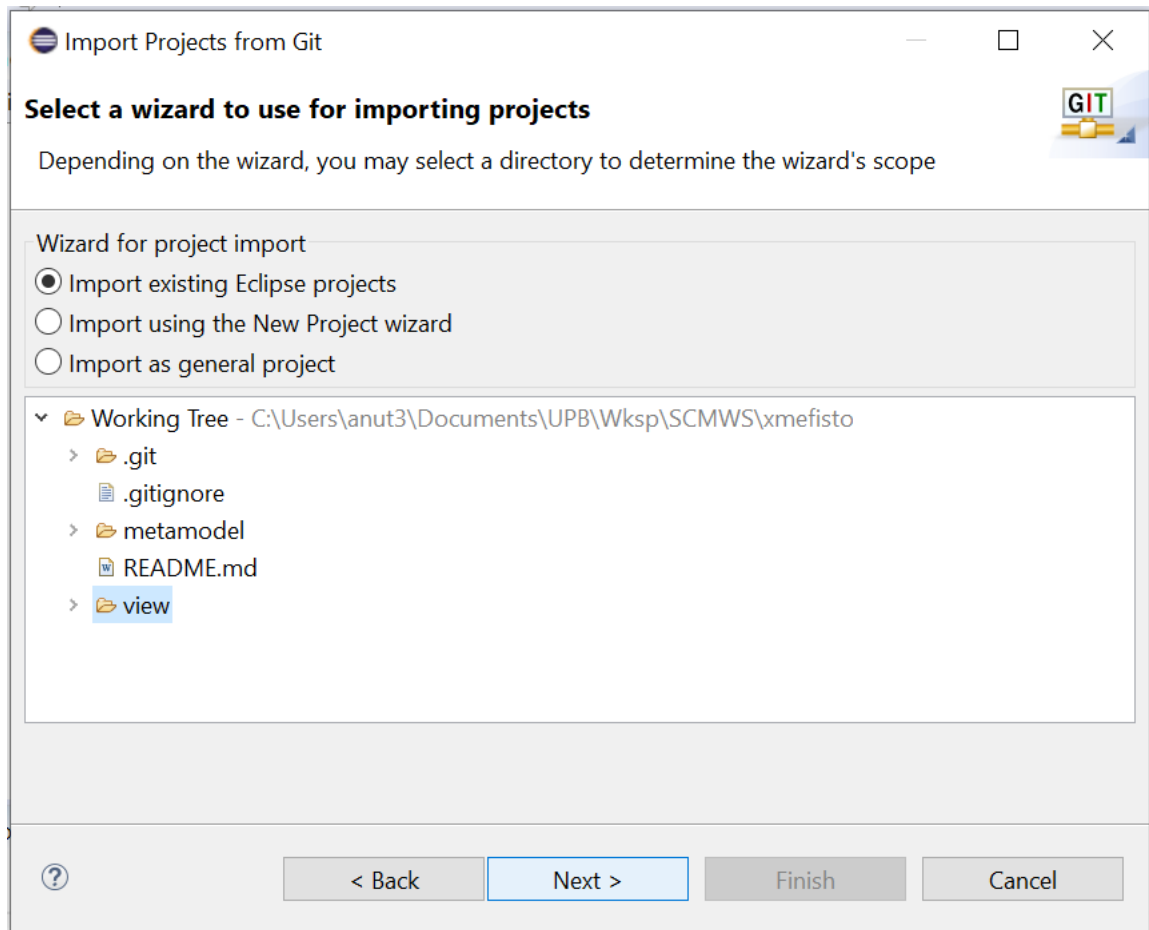 Import Projects from Git
Select a wizard to use for importing projects
GIT
Depending on the wizard, you may select a directory to determine the wizard's scope
Wizard for project import
Import existing Eclipse projects
Import using the New Project wizard
Import as general project
Working Tree - C:\Users\anut3\Documents\UPB\Wksp\SCMWS\xmefisto
.git
.gitignore
metamodel
README.md
view
< Back Next > Finish Cancel